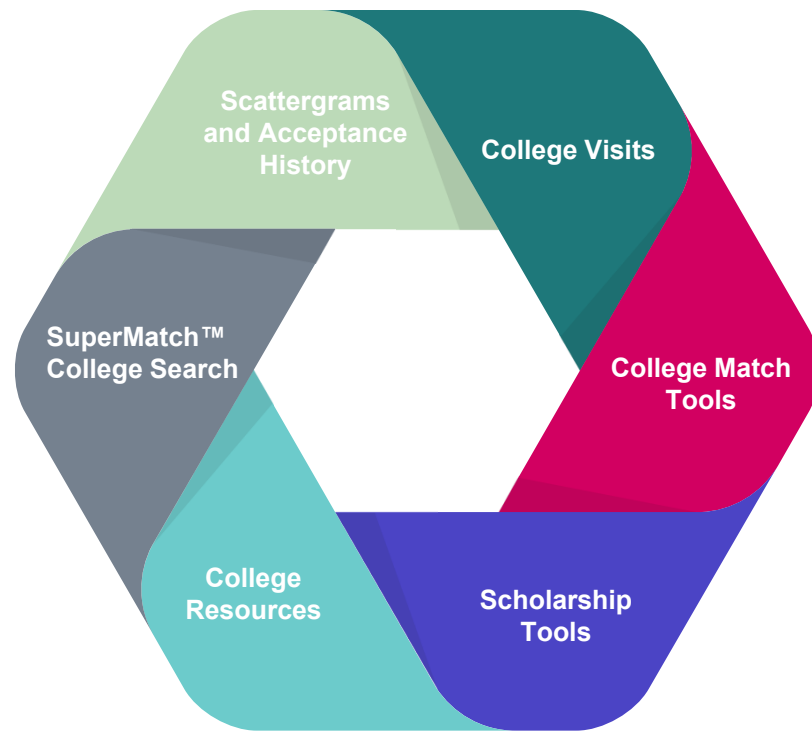 Scattergrams
and Acceptance
History
College Visits
SuperMatch™
College Search
College Match
Tools
College
Resources
Scholarship
Tools